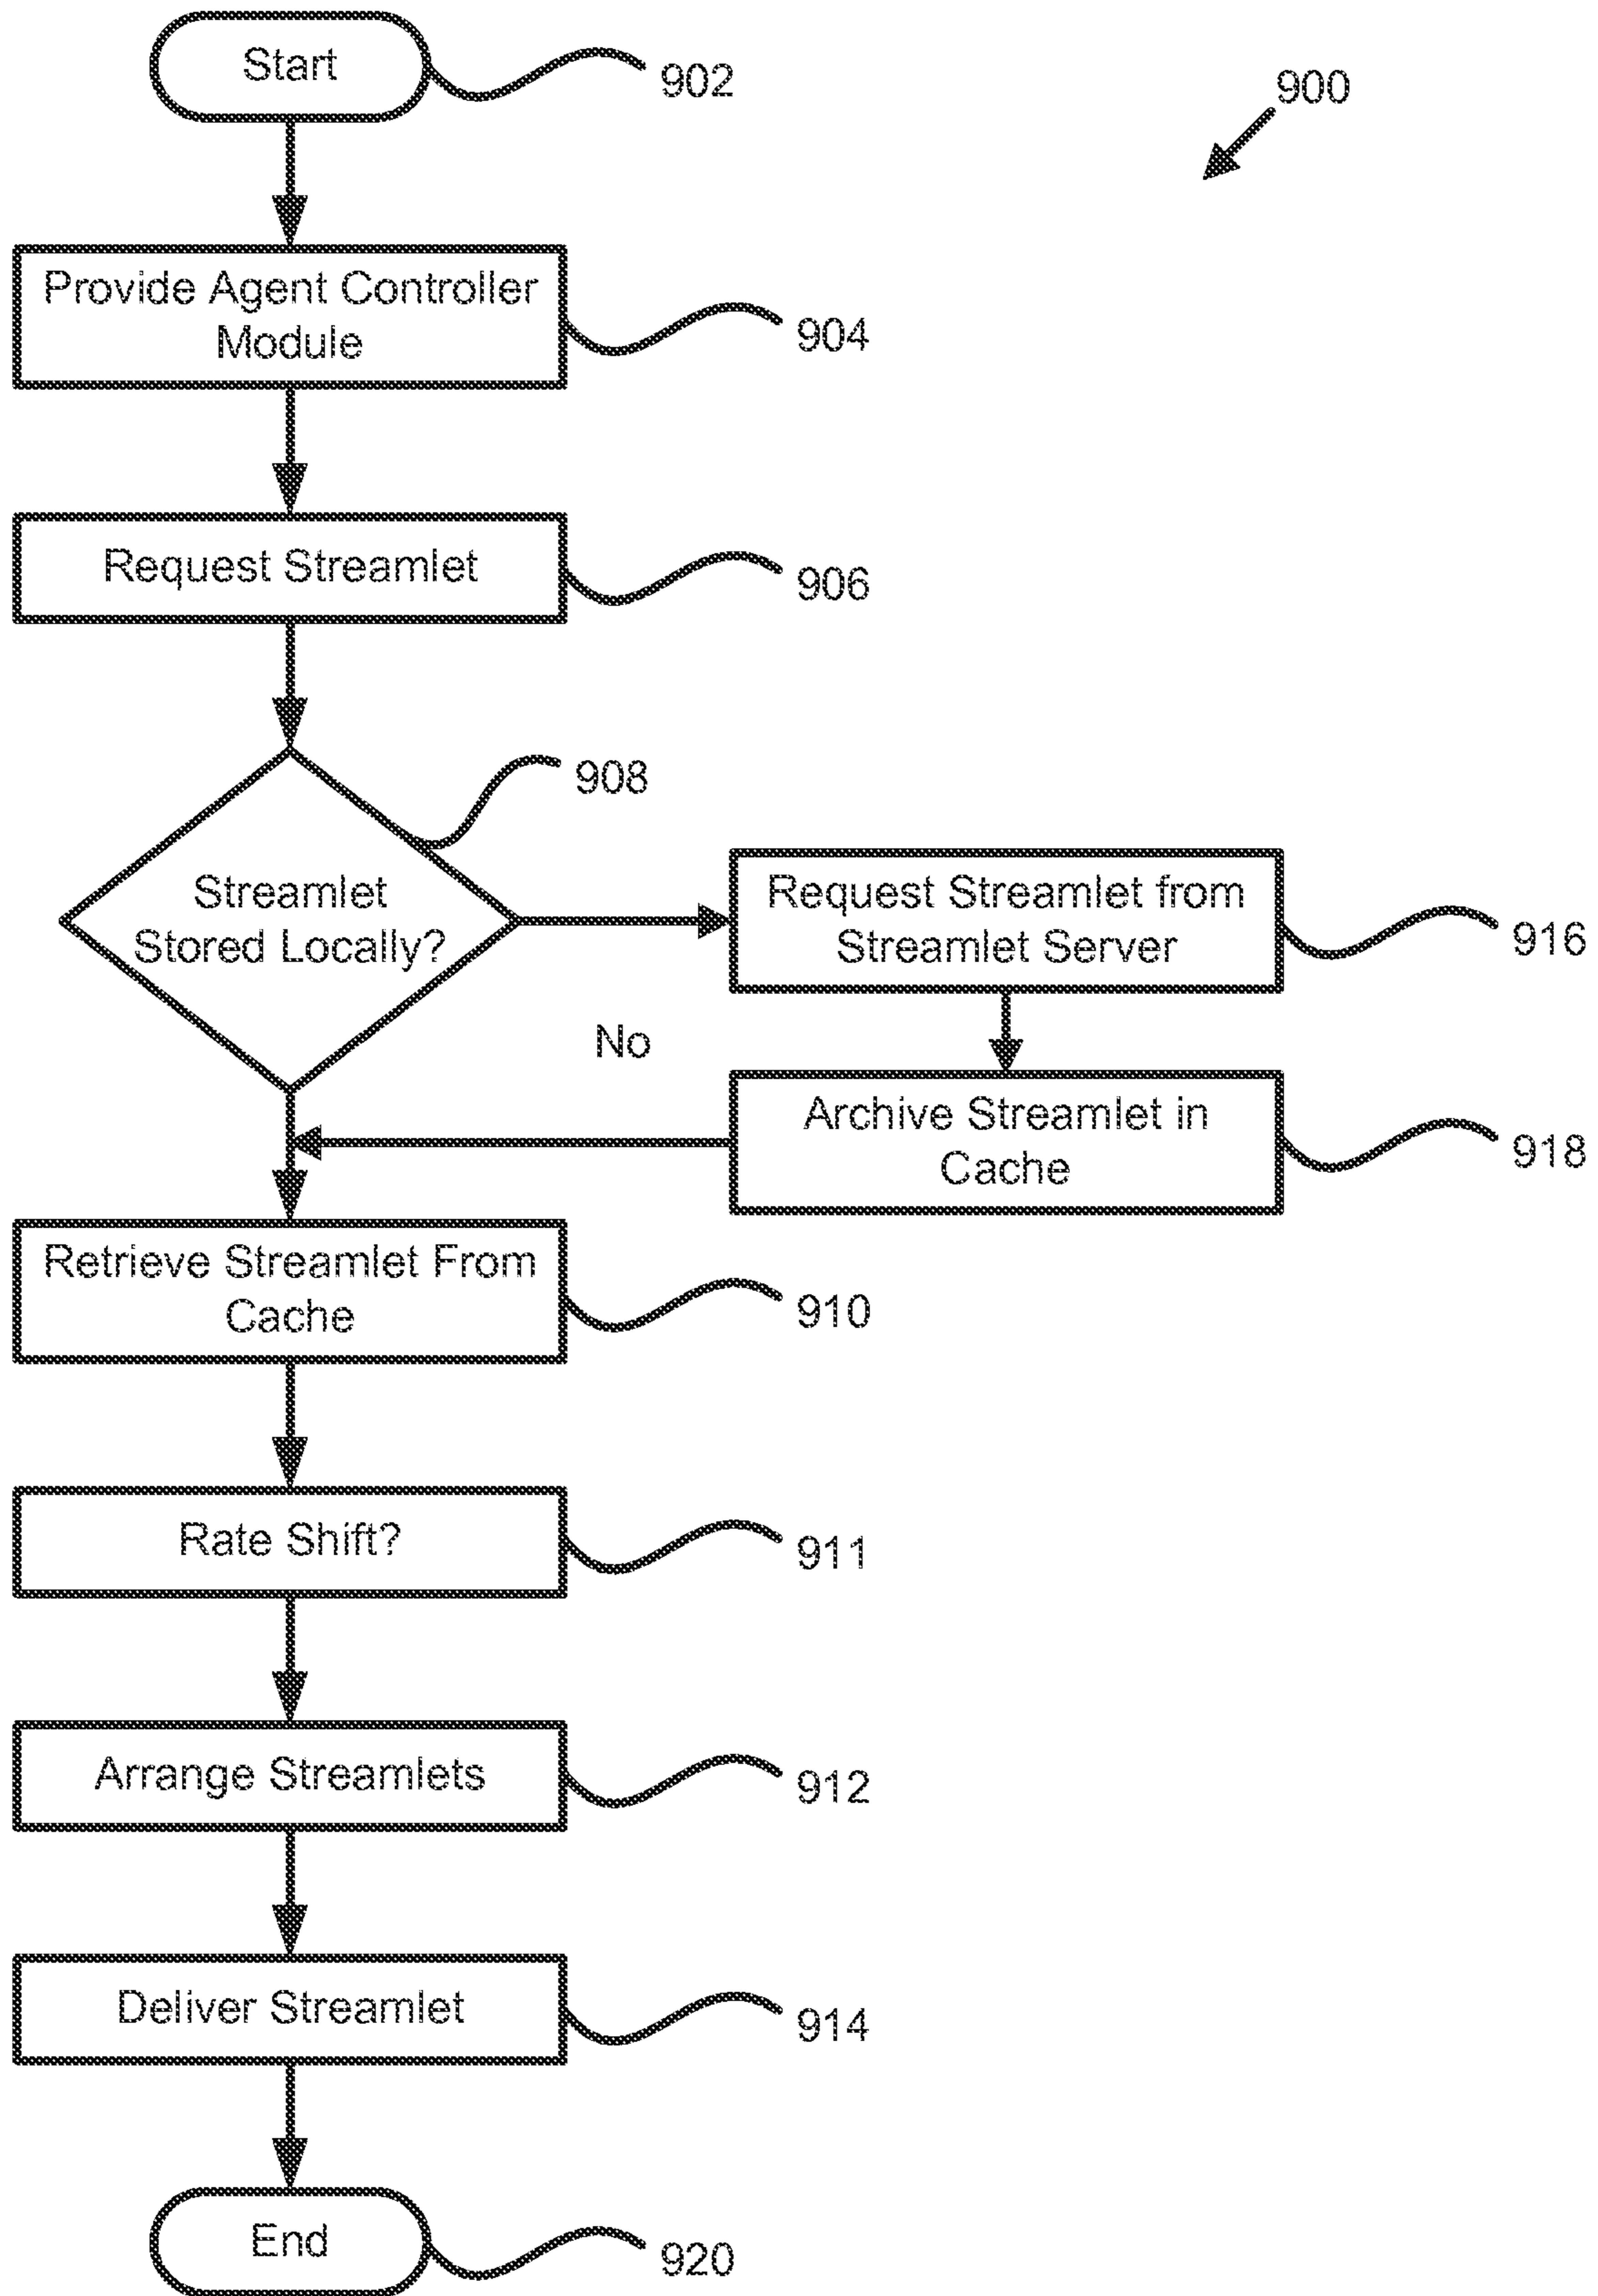 Start
902
900
Provide Agent Controller
Module
904
Request Streamlet
906
908
Streamlet
Stored Locally?
Request Streamlet from
Streamlet Server
916
No
Archive Streamlet in
Cache
918
Retrieve Streamlet From
Cache
910
Rate Shift?
911
Arrange Streamlets
912
Deliver Streamlet
914
End
920